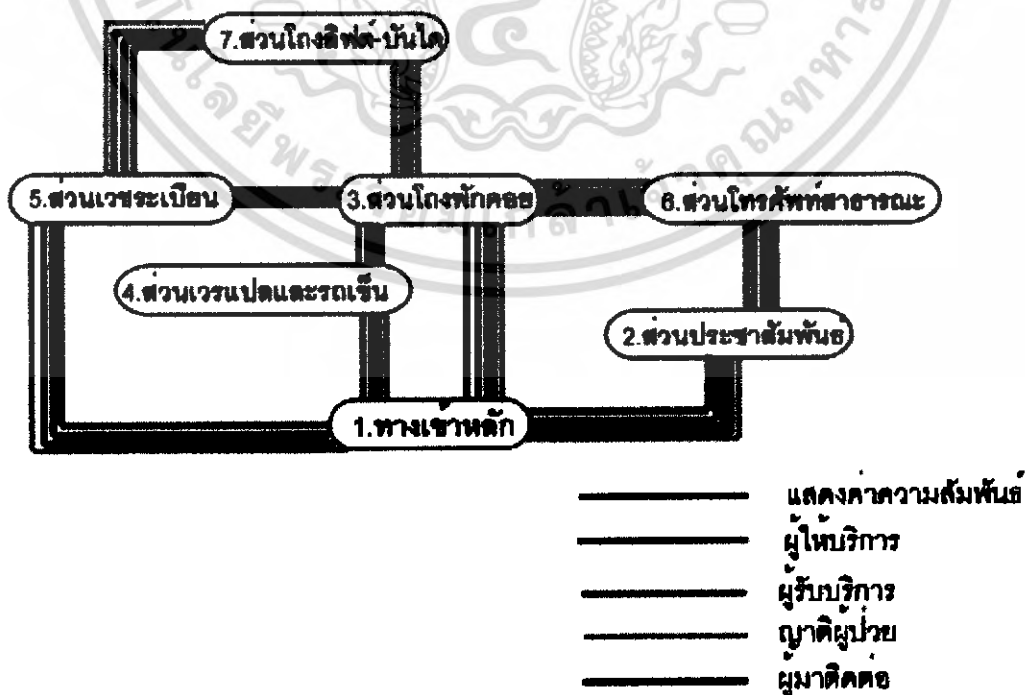 7.ส่วนโถงลิฟต์-บันได
5.ส่วนเวชระเบียน
3.ส่วนโถงพักคอย
6.ส่วนโทรศัพท์สาธารณะ
4.ส่วนเวรแปลและรถเข็น
2.ส่วนประชาสัมพันธ์
1.ทางเข้าหลัก
แสดงค่าความสัมพันธ์
ผู้ให้บริการ
ผู้รับบริการ
ญาติผู้ป่วย
ผู้มาติดต่อ